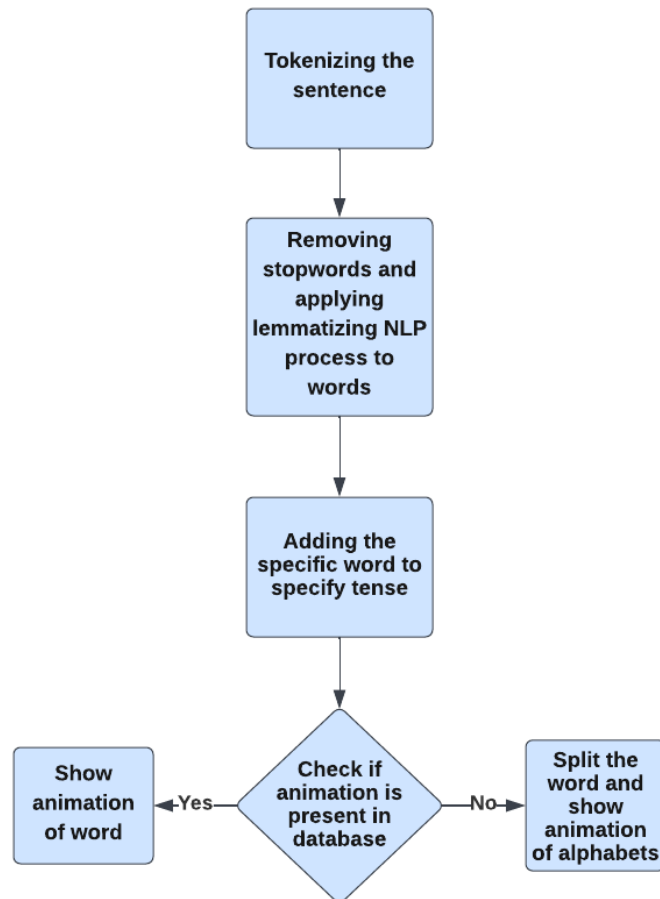 Tokenizing the
sentence
Removing
stopwords and
applying
lemmatizing NLP
process to
words
Adding the
specific word to
specify tense
Check if
animation is
present in
database
Yes
Show
animation
of word
No
Split the
word and
show
animation
of alphabets